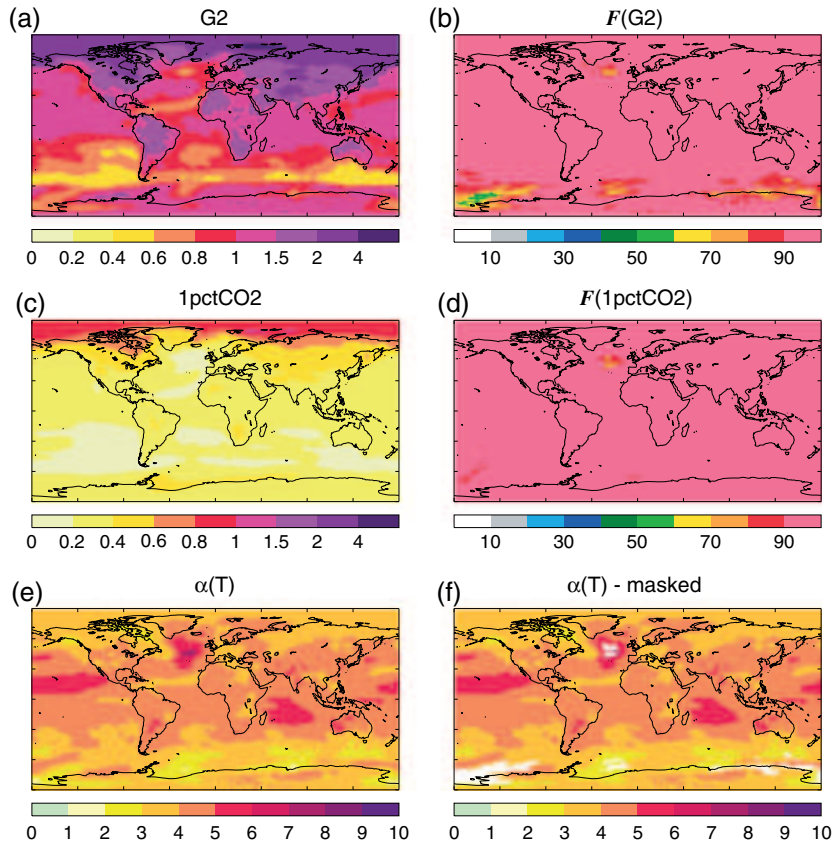 (a) G2
(b) F(G2)
0 0.2 0.4 0.6 0.8 1 1.5 2 4
10 30 50 70 90
(c) 1pctCO2
(d) F(1pctCO2)
0 0.2 0.4 0.6 0.8 1 1.5 2 4
10 30 50 70 90
(e) α(T)
(f) α(T) - masked
0 1 2 3 4 5 6 7 8 9 10
0 1 2 3 4 5 6 7 8 9 10